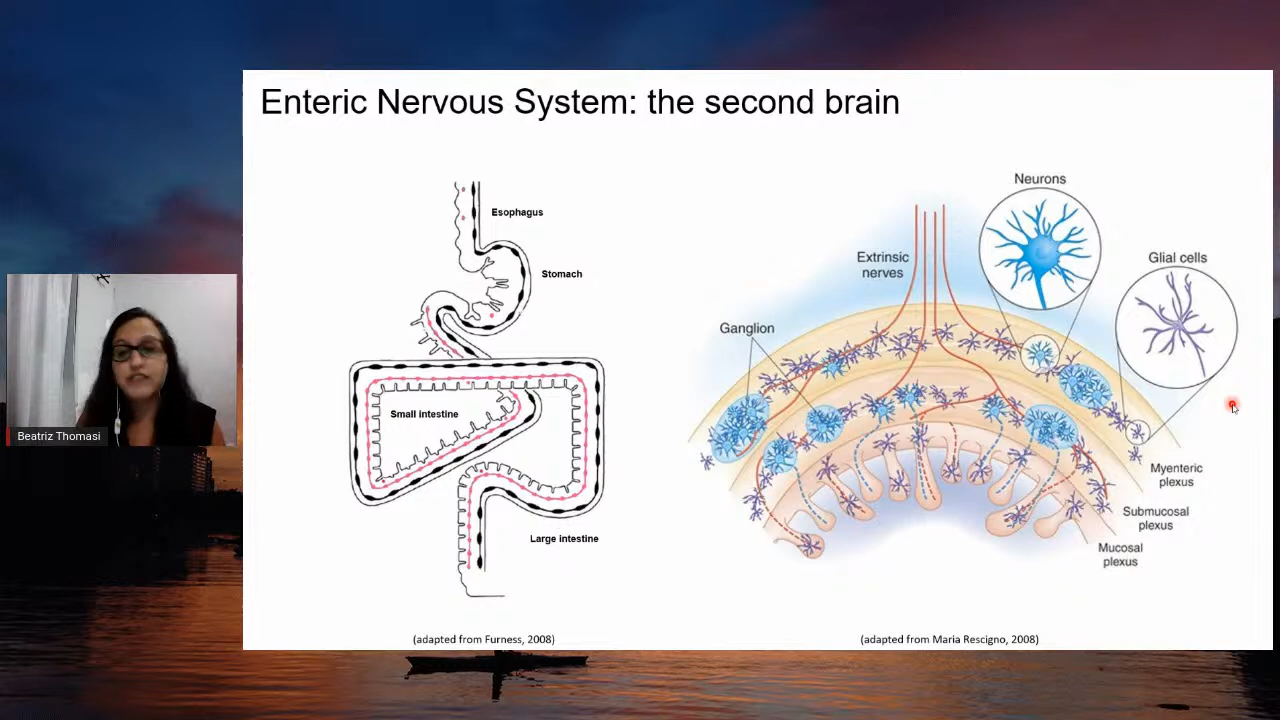 Enteric Nervous System: the second brain
Esophagus
Stomach
Small intestine
Large intestine
(adapted from Furness, 2008)
Neurons
Extrinsic
nerves
Glial cells
Ganglion
Myenteric
plexus
Submucosal
plexus
Mucosal
plexus
(adapted from Maria Rescigno, 2008)
Beatriz Thomasi